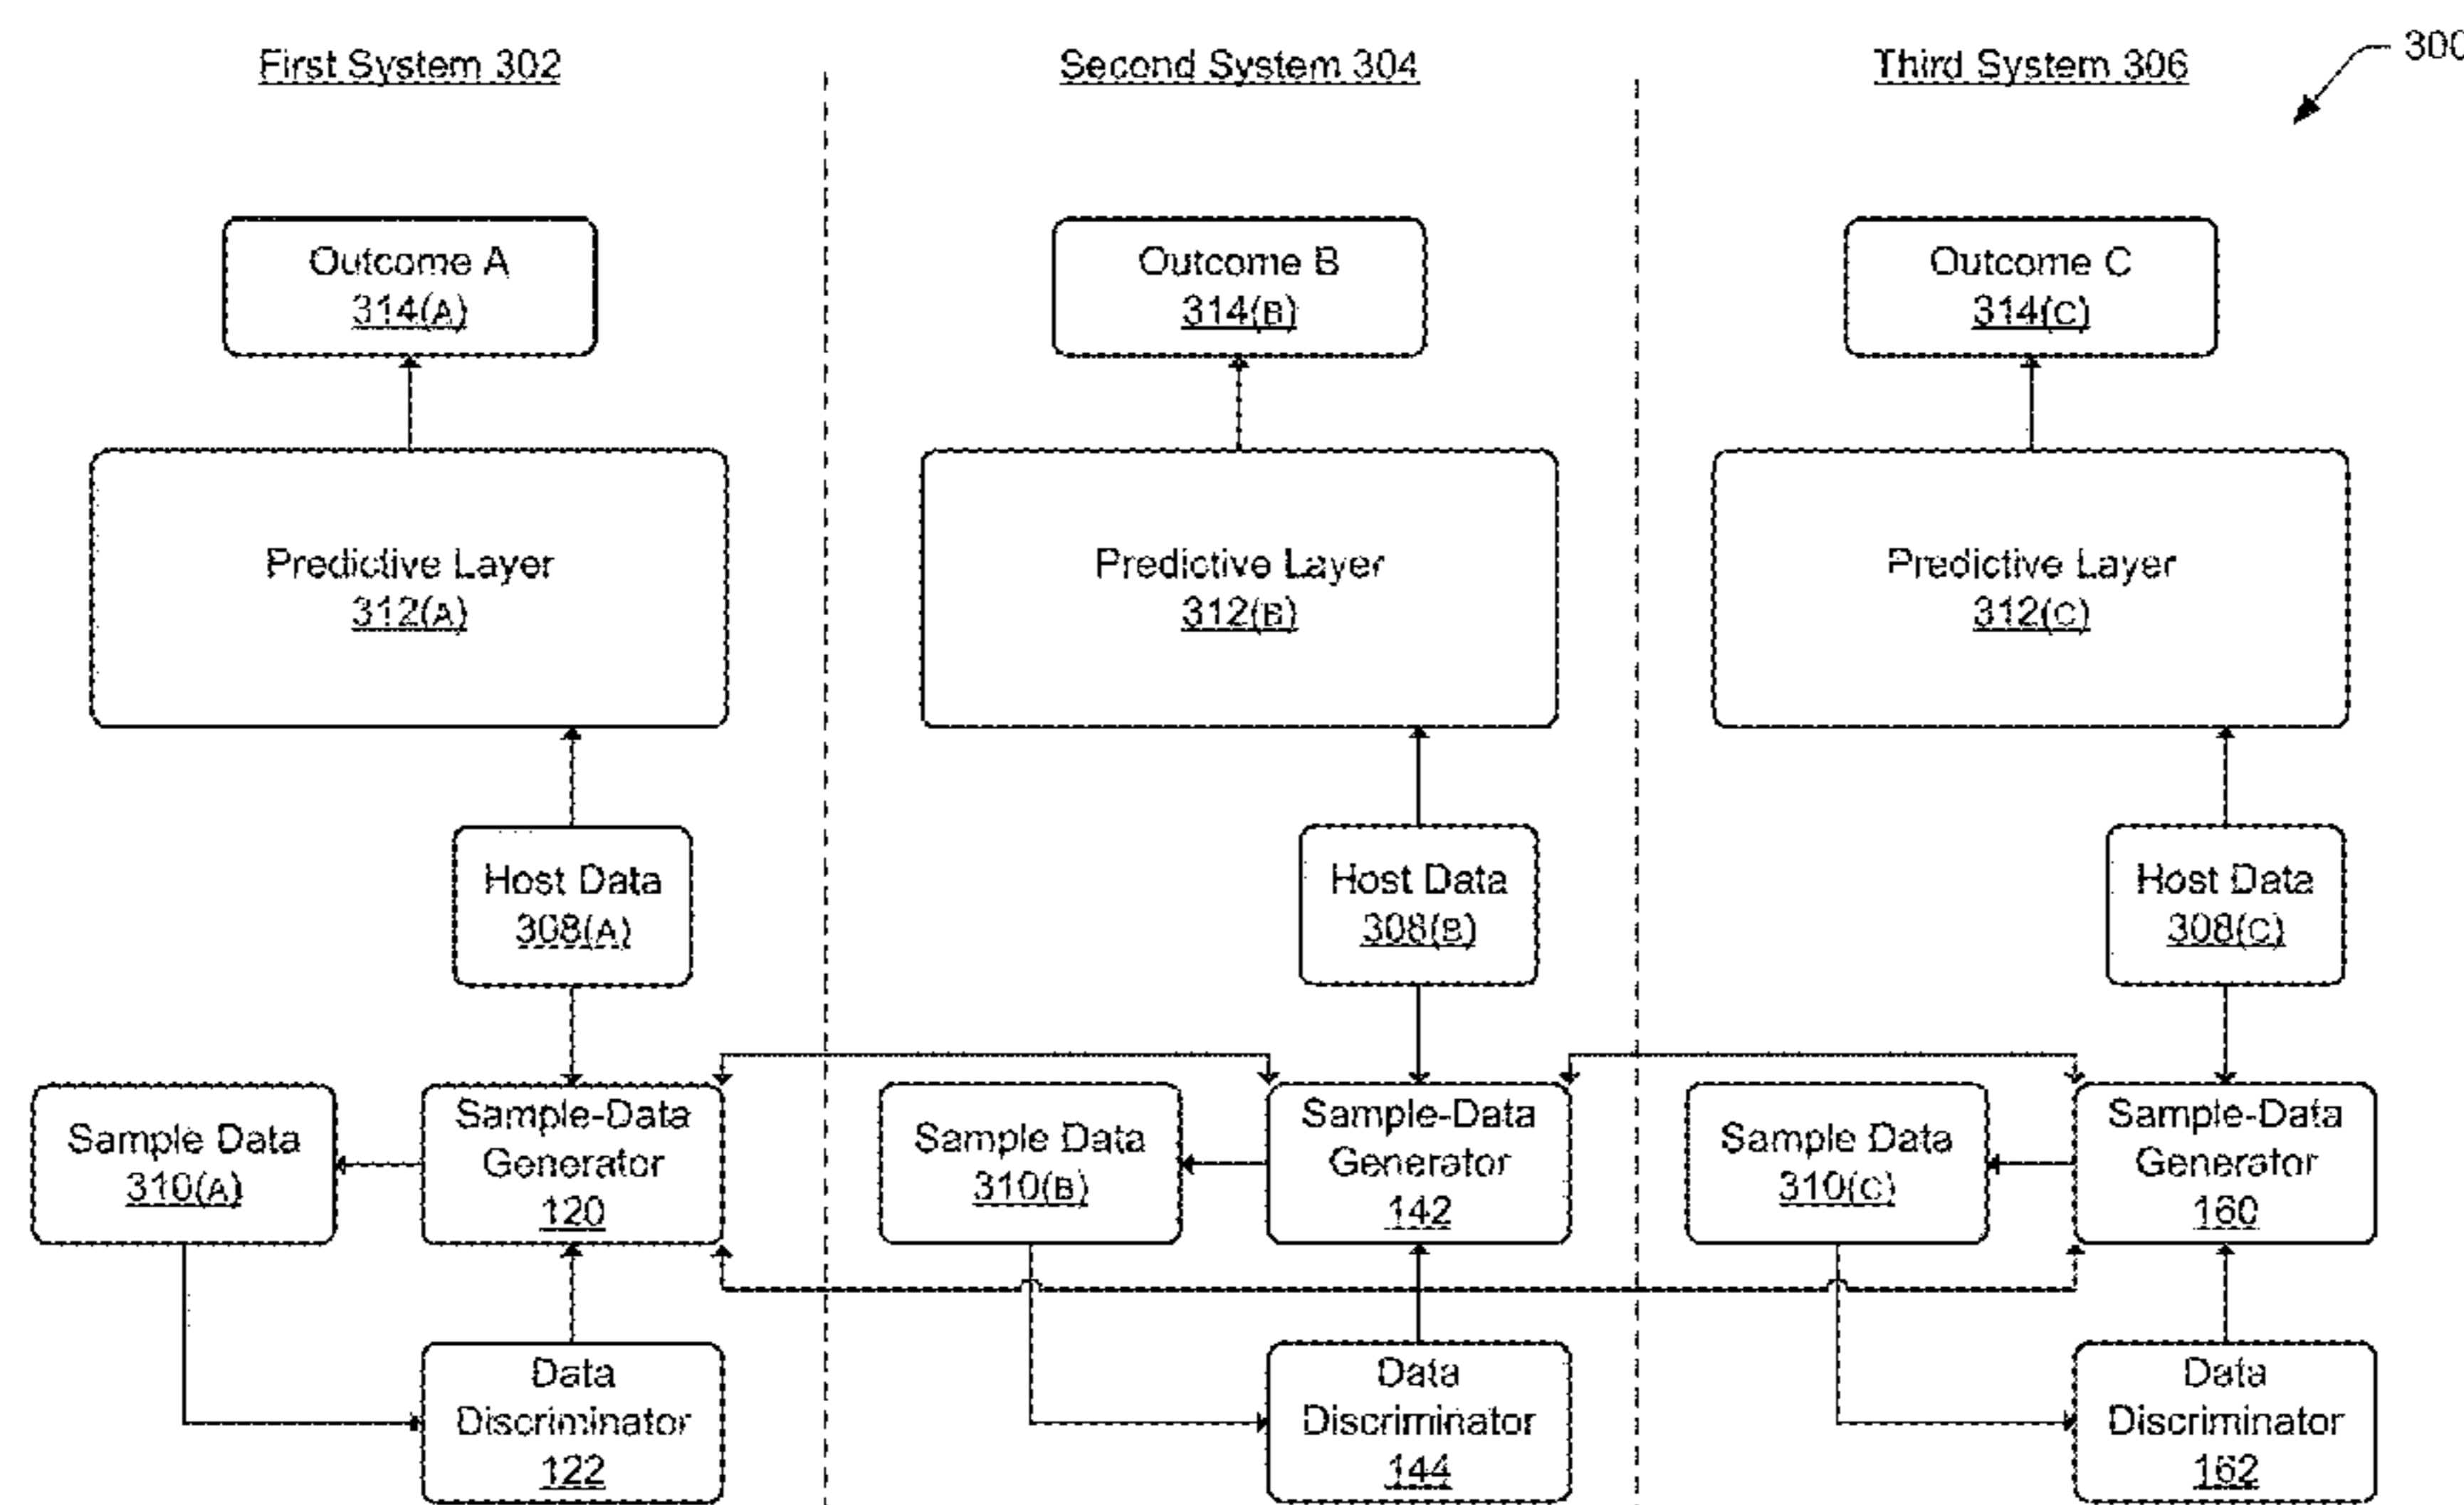 First System 302
Second System 304
Third System 306
300
Outcome A
314(A)
Outcome B
314(B)
Outcome C
314(C)
Predictive Layer
312(A)
Predictive Layer
312(B)
Predictive Layer
312(C)
Host Data
308(A)
Host Data
308(B)
Host Data
308(C)
Sample Data
310(A)
Sample-Data
Generator
120
Sample Data
310(B)
Sample-Data
Generator
142
Sample Data
310(C)
Sample-Data
Generator
160
Data
Discriminator
122
Data
Discriminator
144
Data
Discriminator
162